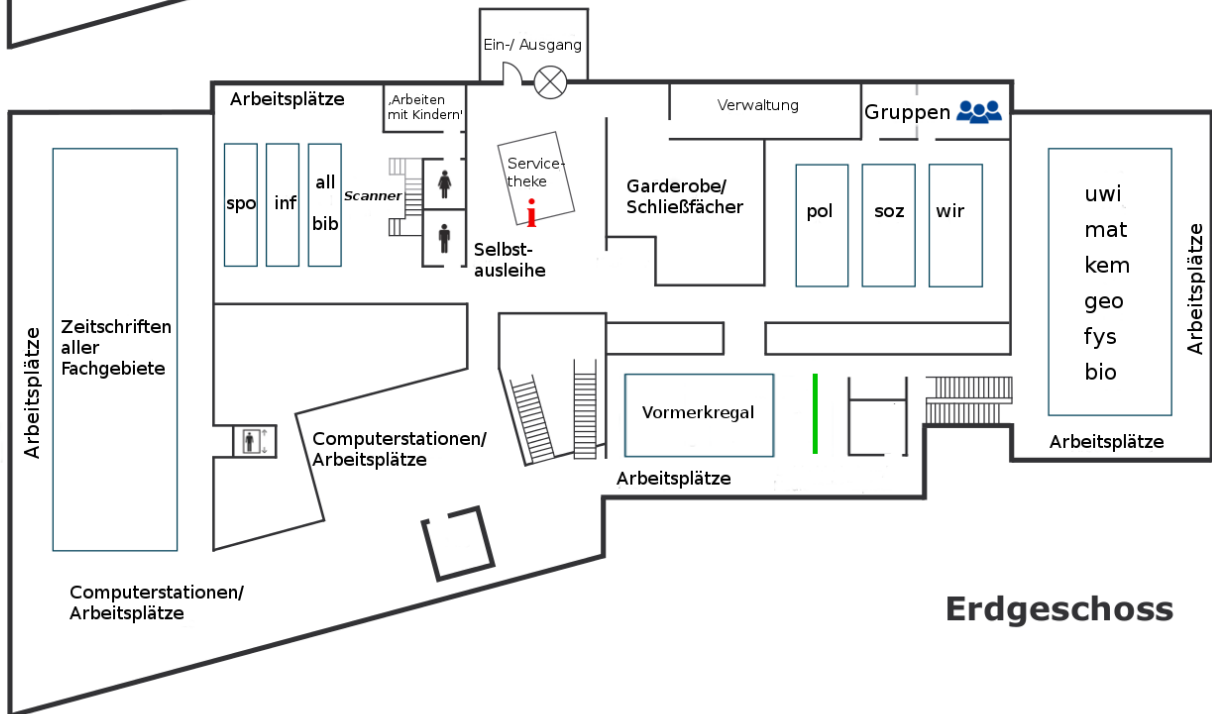 Ein-/ Ausgang
Arbeitsplätze
‚Arbeiten
mit Kindern'
Verwaltung
Gruppen
spo
inf
all
bib
Scanner
Service-
theke
i
Selbst-
ausleihe
Garderobe/
Schließfächer
pol
soz
wir
uwi
mat
kem
geo
fys
bio
Arbeitsplätze
Arbeitsplätze
Zeitschriften
aller
Fachgebiete
Arbeitsplätze
Computerstationen/
Arbeitsplätze
Vormerkregal
Arbeitsplätze
Computerstationen/
Arbeitsplätze
Erdgeschoss